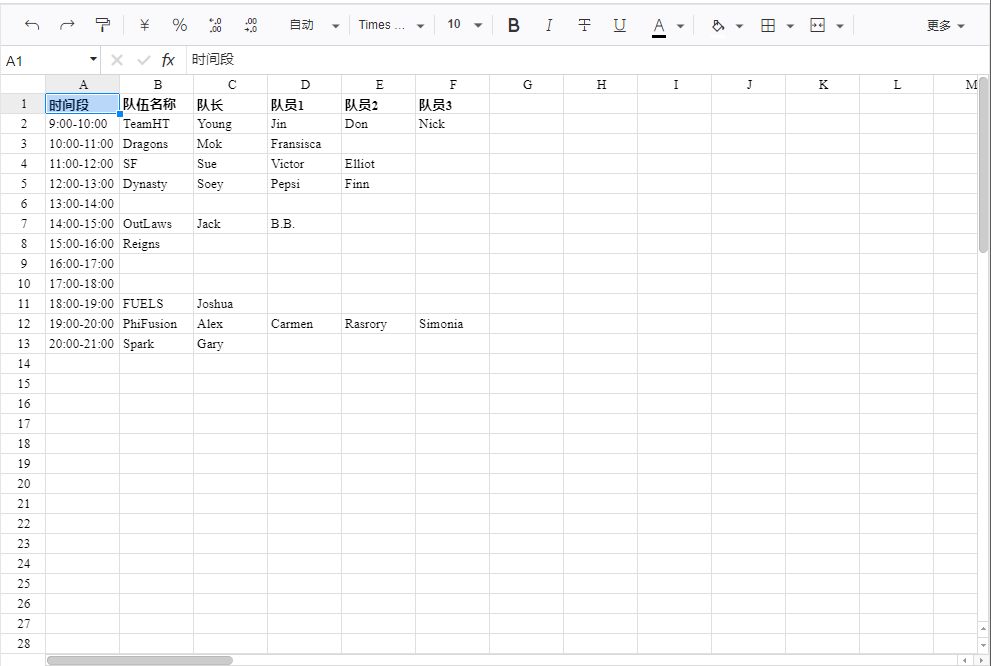 ¥ % .0 .00 自动 Times ... 10 B I T U A 更多
A1 fx 时间段
A B C D E F G H I J K L M
1 时间段 队伍名称 队长 队员1 队员2 队员3
2 9:00-10:00 TeamHT Young Jin Don Nick
3 10:00-11:00 Dragons Mok Fransisca
4 11:00-12:00 SF Sue Victor Elliot
5 12:00-13:00 Dynasty Soey Pepsi Finn
6 13:00-14:00
7 14:00-15:00 OutLaws Jack B.B.
8 15:00-16:00 Reigns
9 16:00-17:00
10 17:00-18:00
11 18:00-19:00 FUELS Joshua
12 19:00-20:00 PhiFusion Alex Carmen Rasrory Simonia
13 20:00-21:00 Spark Gary
14
15
16
17
18
19
20
21
22
23
24
25
26
27
28